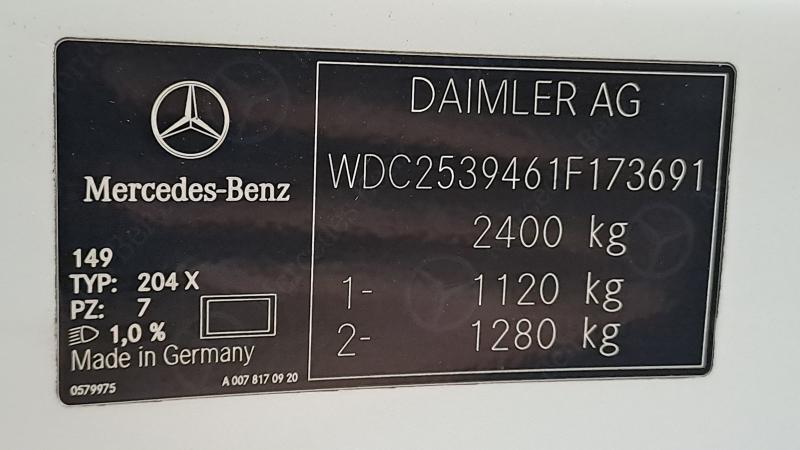 Mercedes-Benz
149
TYP: 204 X
PZ: 7
1,0 %
Made in Germany
0579975
A 007 817 09 20
DAIMLER AG
WDC2539461F173691
2400 kg
1- 1120 kg
2- 1280 kg